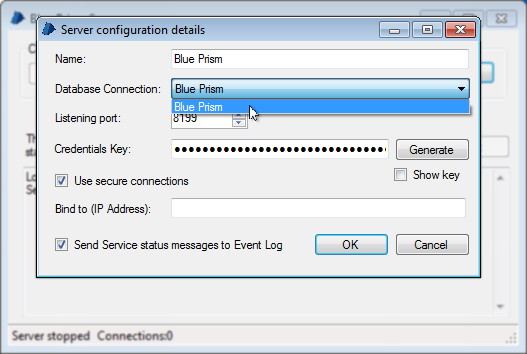 Server configuration details
Name:
Blue Prism
Database Connection:
Blue Prism
Blue Prism
Listening port:
8199
Credentials Key:
Generate
Show key
Use secure connections
Bind to (IP Address):
Send Service status messages to Event Log
OK
Cancel
Server stopped Connections:0